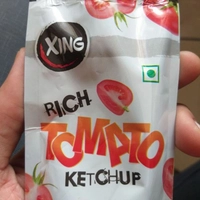 XING
RICH
TOMATO
KETCHUP